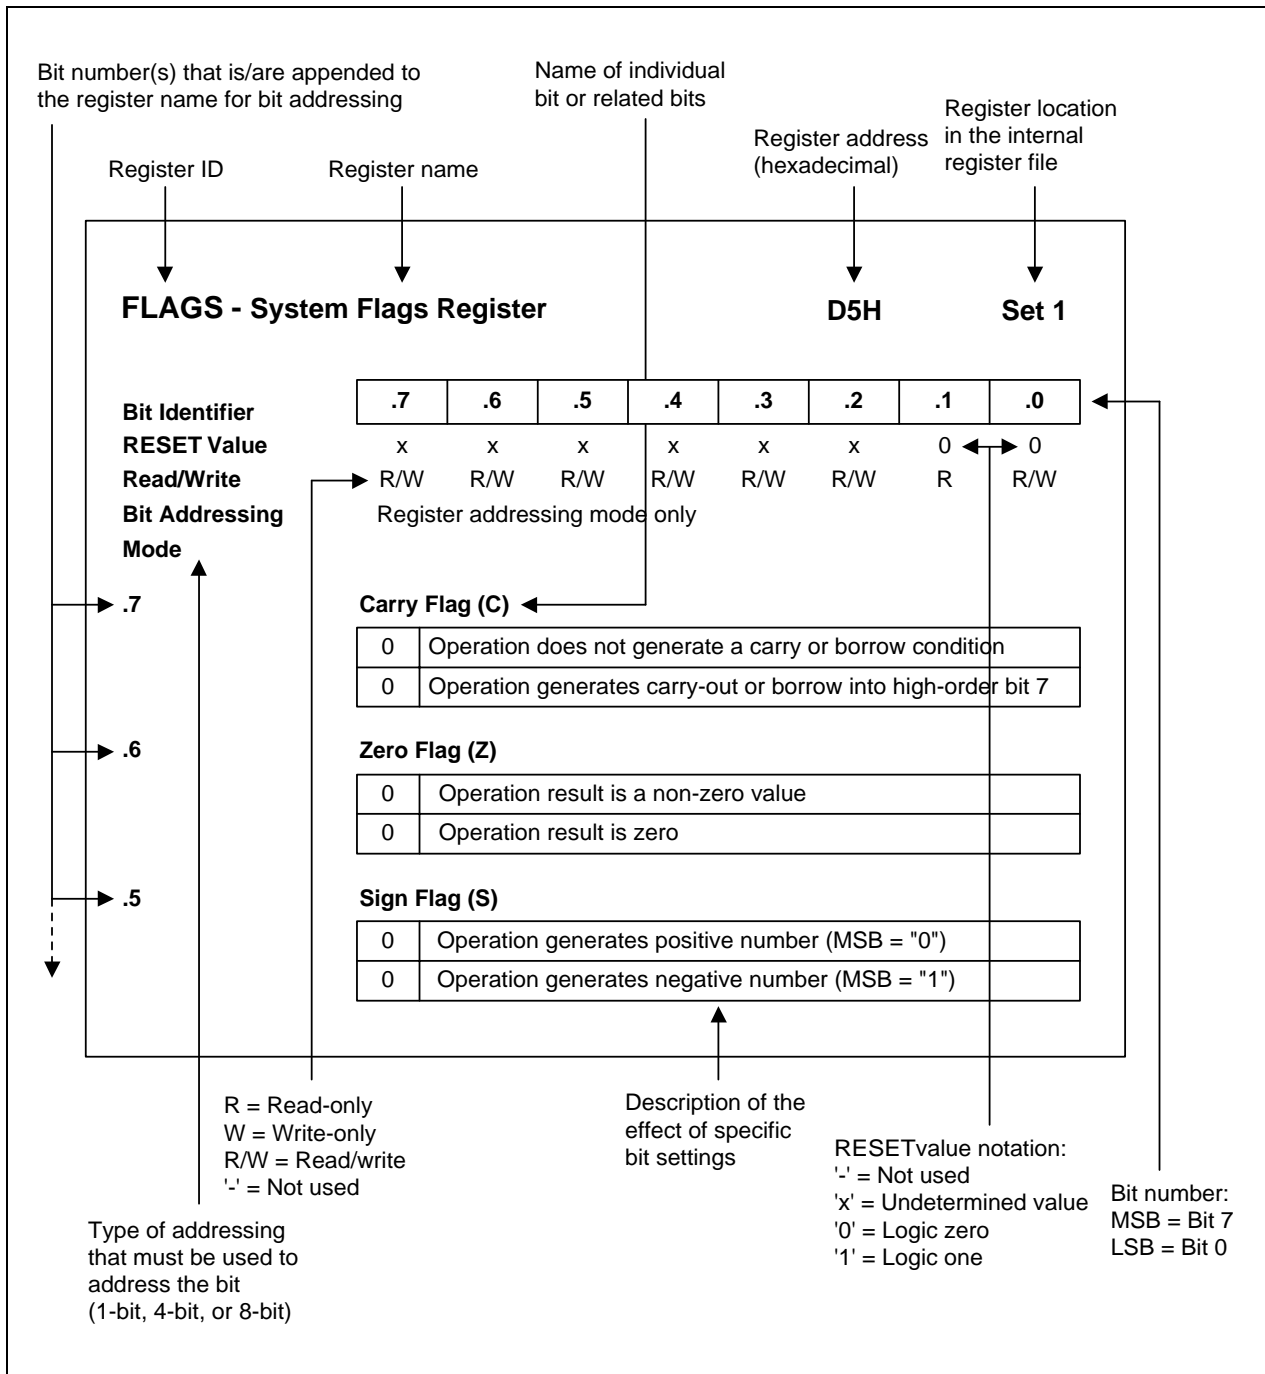 Bit number(s) that is/are appended to
the register name for bit addressing
Name of individual
bit or related bits
Register ID
Register name
Register address
(hexadecimal)
Register location
in the internal
register file
FLAGS - System Flags Register D5H Set 1
Bit Identifier .7 .6 .5 .4 .3 .2 .1 .0
RESET Value x x x x x x 0 0
Read/Write R/W R/W R/W R/W R/W R/W R R/W
Bit Addressing Register addressing mode only
Mode
.7 Carry Flag (C)
0 Operation does not generate a carry or borrow condition
0 Operation generates carry-out or borrow into high-order bit 7
.6 Zero Flag (Z)
0 Operation result is a non-zero value
0 Operation result is zero
.5 Sign Flag (S)
0 Operation generates positive number (MSB = "0")
0 Operation generates negative number (MSB = "1")
R = Read-only
W = Write-only
R/W = Read/write
'-' = Not used
Description of the
effect of specific
bit settings
RESETvalue notation:
'-' = Not used
'x' = Undetermined value
'0' = Logic zero
'1' = Logic one
Bit number:
MSB = Bit 7
LSB = Bit 0
Type of addressing
that must be used to
address the bit
(1-bit, 4-bit, or 8-bit)